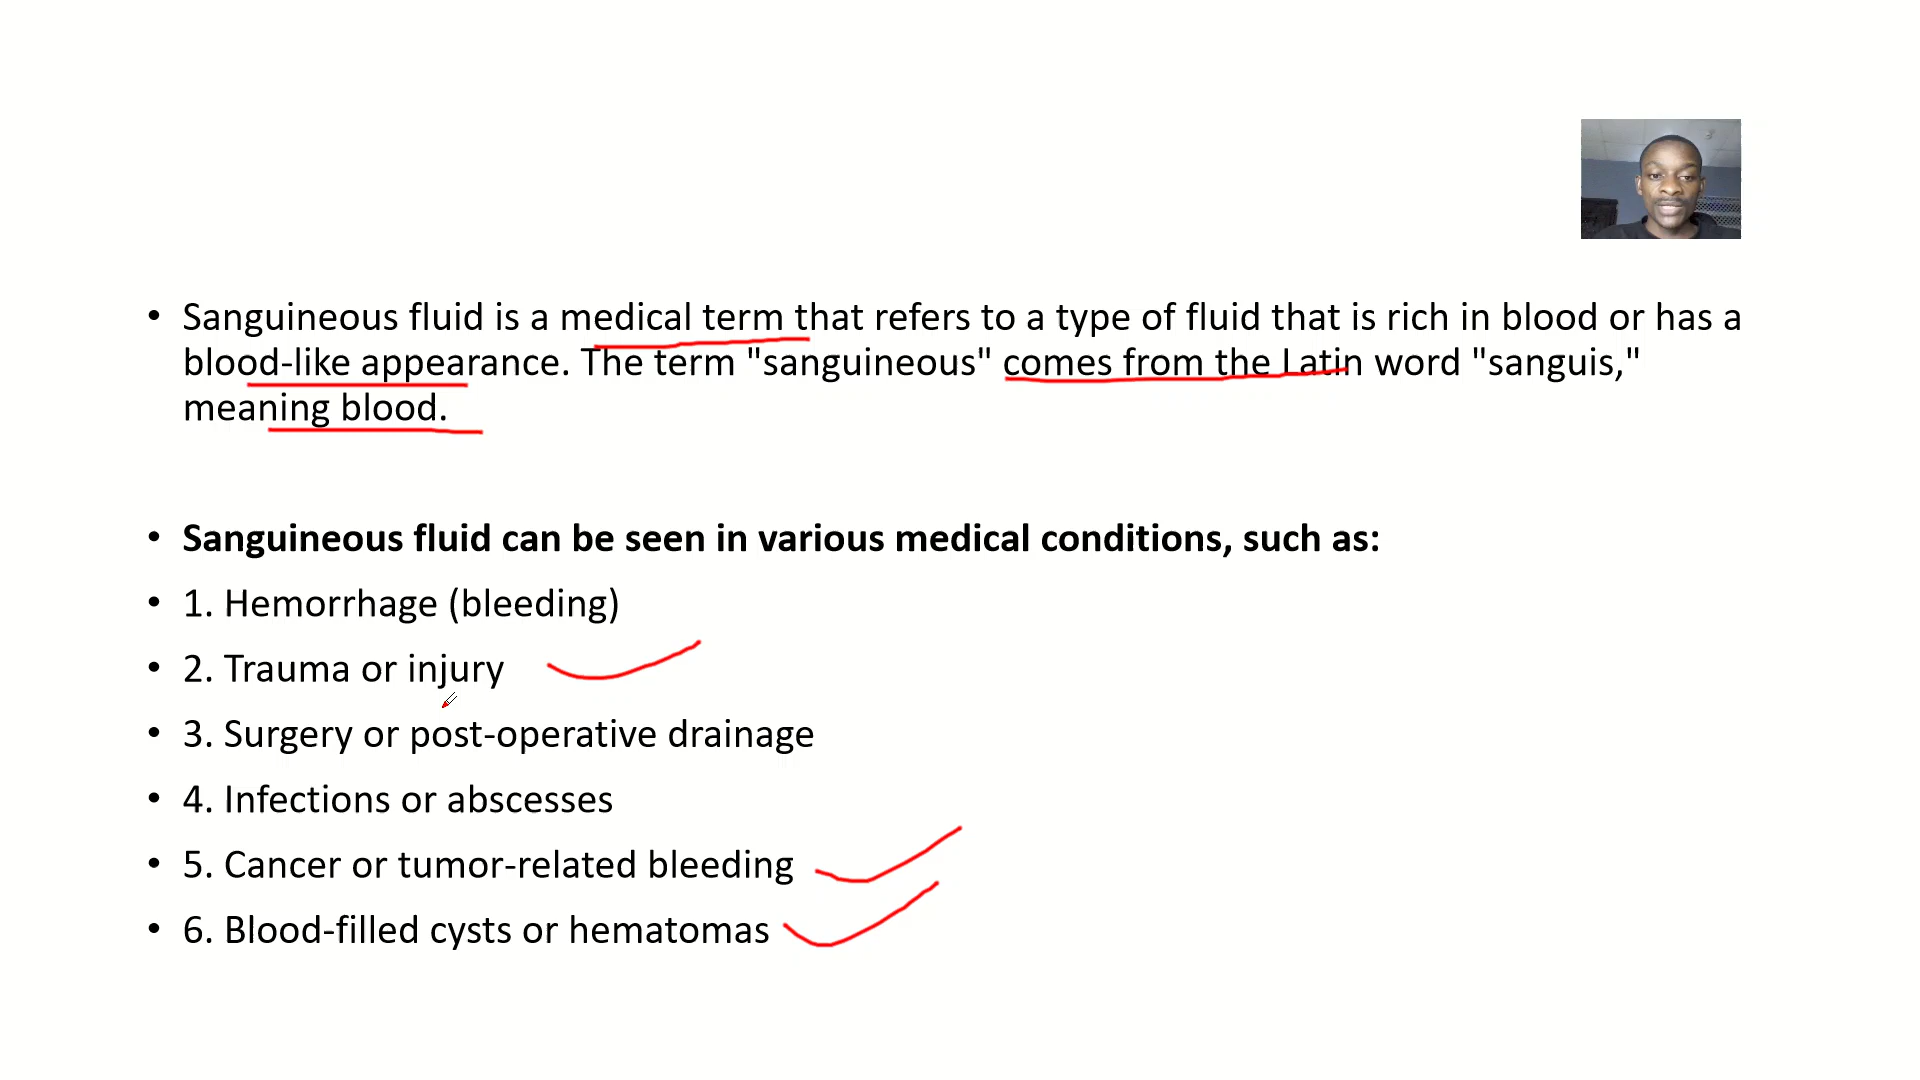 • Sanguineous fluid is a medical term that refers to a type of fluid that is rich in blood or has a
blood-like appearance. The term "sanguineous" comes from the Latin word "sanguis,"
meaning blood.
• Sanguineous fluid can be seen in various medical conditions, such as:
• 1. Hemorrhage (bleeding)
• 2. Trauma or injury
• 3. Surgery or post-operative drainage
• 4. Infections or abscesses
• 5. Cancer or tumor-related bleeding
• 6. Blood-filled cysts or hematomas